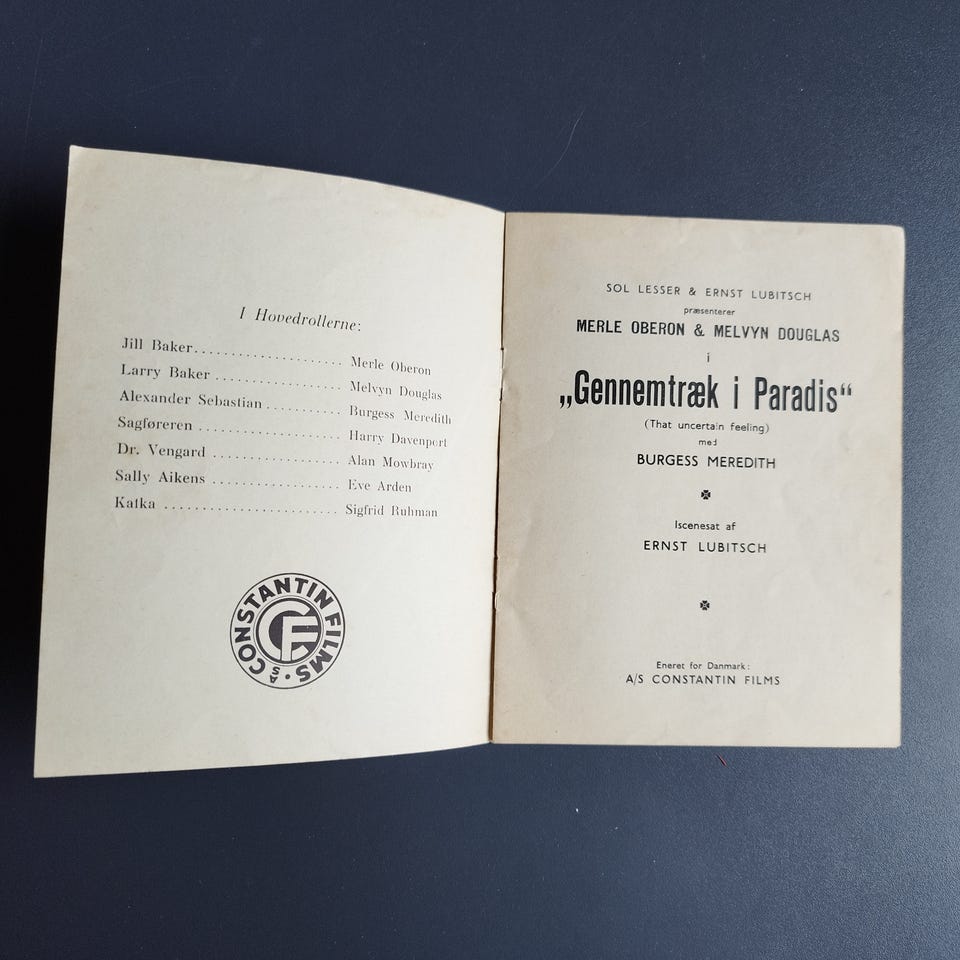 I Hovedrollerne:
Jill Baker.................... Merle Oberon
Larry Baker ................. Melvyn Douglas
Alexander Sebastian .......... Burgess Meredith
Sagføreren ................... Harry Davenport
Dr. Vengard ................. Alan Mowbray
Sally Aikens ................. Eve Arden
Kafka ....................... Sigfrid Ruhman
CONSTANTIN FILMS · A/S
CF
SOL LESSER & ERNST LUBITSCH
præsenterer
MERLE OBERON & MELVYN DOUGLAS
i
„Gennemtræk i Paradis“
(That uncertain feeling)
med
BURGESS MEREDITH
Iscenesat af
ERNST LUBITSCH
Eneret for Danmark:
A/S CONSTANTIN FILMS